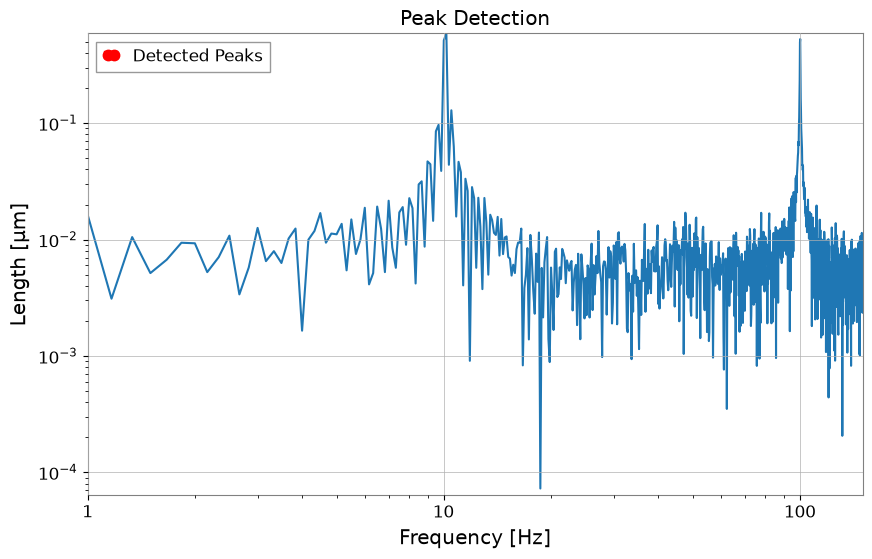 Peak Detection
Detected Peaks
Length [μm]
10⁻¹
10⁻²
10⁻³
10⁻⁴
1
10
100
Frequency [Hz]